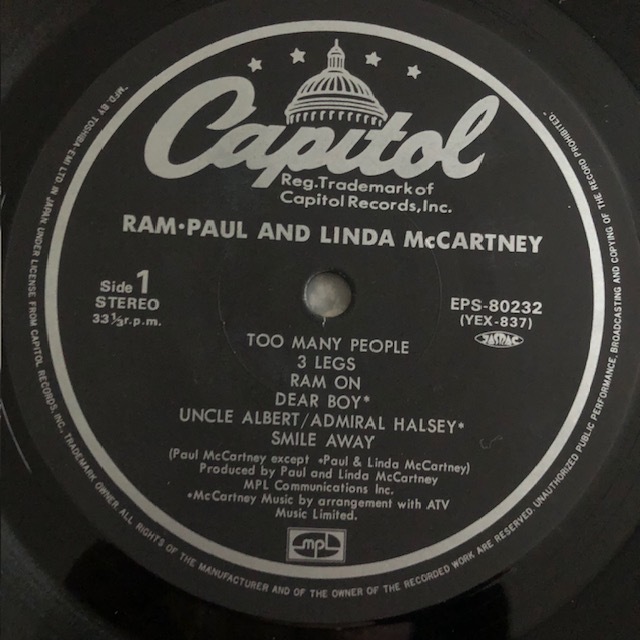 "MFD. BY TOSHIBA-EMI LTD. IN JAPAN, UNDER LICENSE FROM CAPITOL RECORDS, INC., TRADEMARK OWNER ALL RIGHTS OF THE MANUFACTURER AND OF THE OWNER OF THE RECORDED WORK ARE RESERVED. UNAUTHORIZED PUBLIC PERFORMANCE, BROADCASTING AND COPYING OF THE RECORD PROHIBITED."
Capitol
Reg. Trademark of
Capitol Records, Inc.
RAM•PAUL AND LINDA McCARTNEY
Side 1
STEREO
33 1/3 r.p.m.
EPS-80232
(YEX-837)
JASRAC
TOO MANY PEOPLE
3 LEGS
RAM ON
DEAR BOY*
UNCLE ALBERT/ADMIRAL HALSEY*
SMILE AWAY
(Paul McCartney except *Paul & Linda McCartney)
Produced by Paul and Linda McCartney
MPL Communications Inc.
*McCartney Music by arrangement with ATV
Music Limited.
mpl